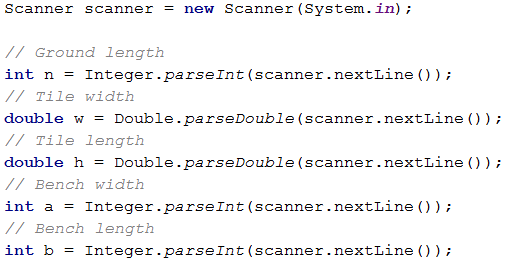 Scanner scanner = new Scanner(System.in);
// Ground length
int n = Integer.parseInt(scanner.nextLine());
// Tile width
double w = Double.parseDouble(scanner.nextLine());
// Tile length
double h = Double.parseDouble(scanner.nextLine());
// Bench width
int a = Integer.parseInt(scanner.nextLine());
// Bench length
int b = Integer.parseInt(scanner.nextLine());